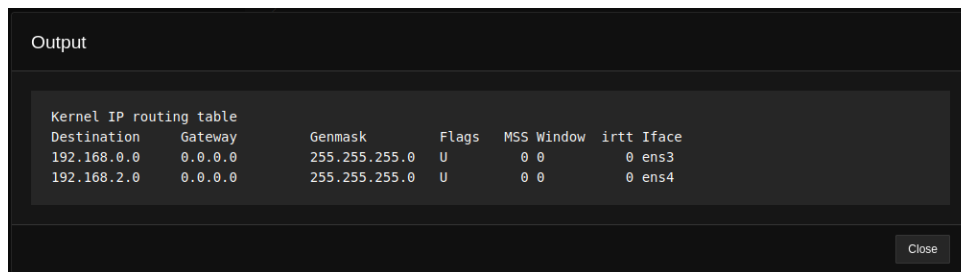 Output
Kernel IP routing table
Destination     Gateway         Genmask         Flags   MSS Window  irtt Iface
192.168.0.0     0.0.0.0         255.255.255.0   U         0 0          0 ens3
192.168.2.0     0.0.0.0         255.255.255.0   U         0 0          0 ens4
Close